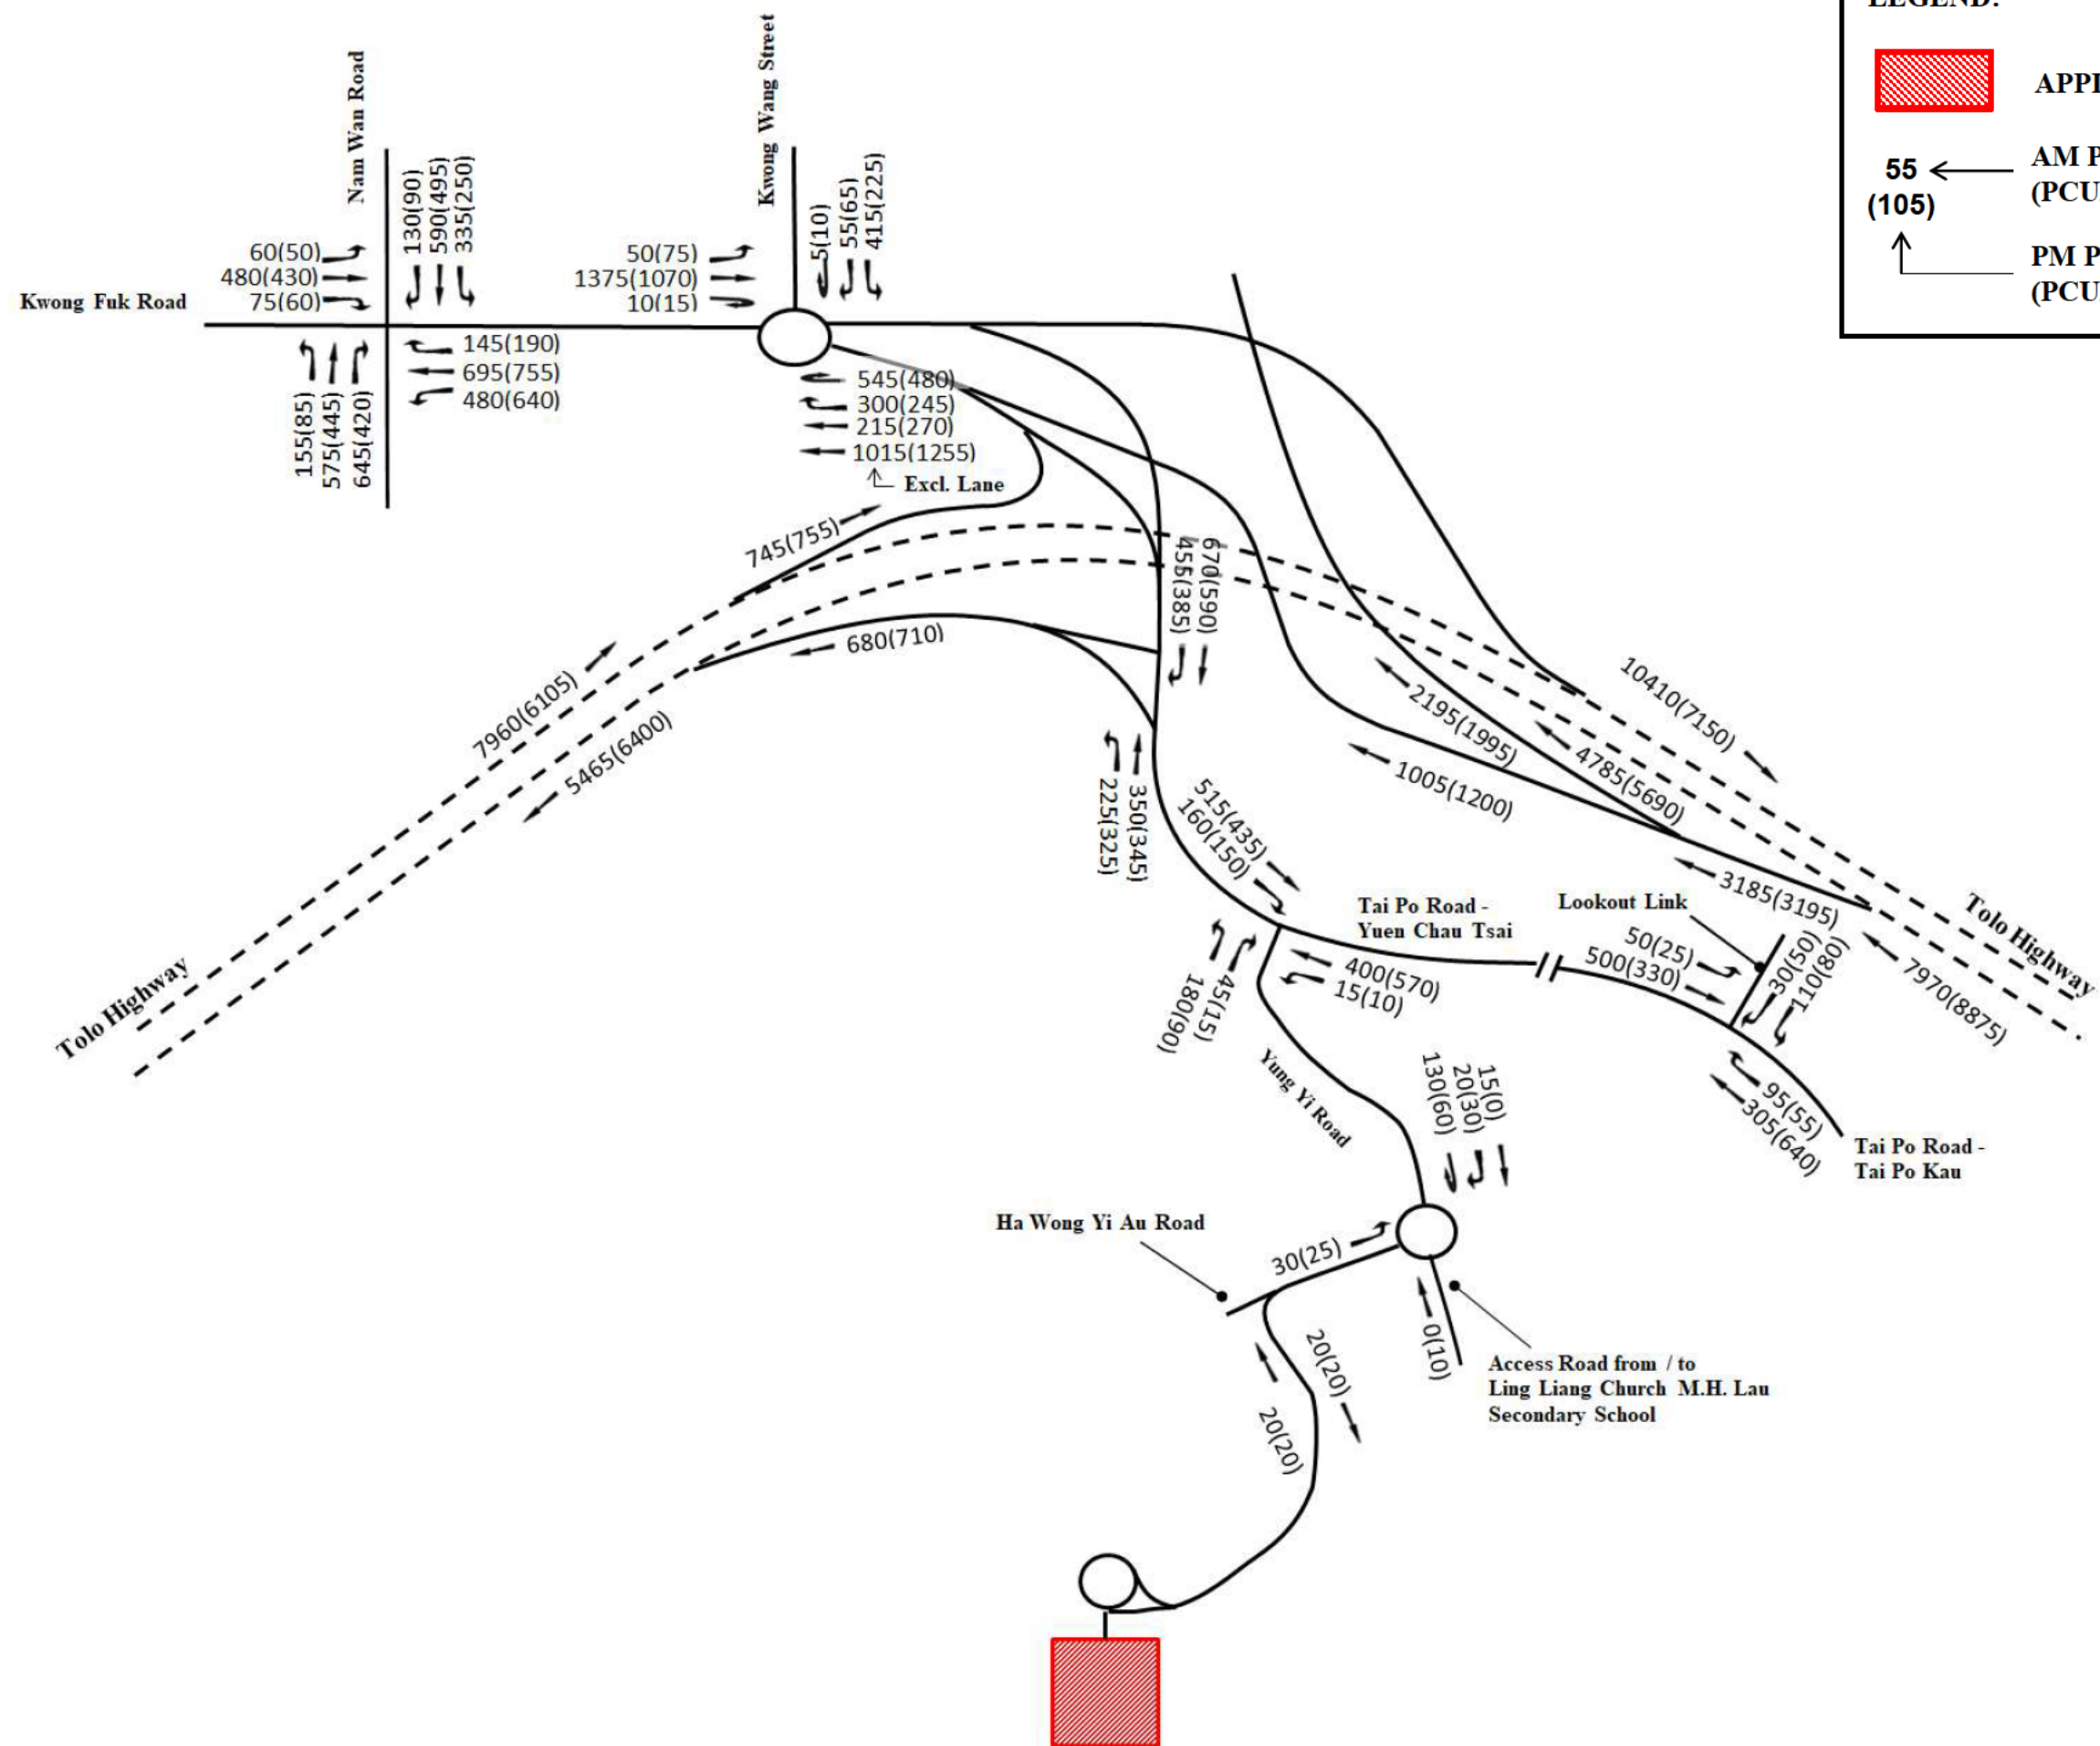 LEGEND:
AM P
(PCU
PM P
(PCU
55
(105)
Nam Wan Road
130(90)
590(495)
335(250)
60(50)
480(430)
75(60)
Kwong Fuk Road
145(190)
695(755)
480(640)
155(85)
575(445)
645(420)
Kwong Wang Street
5(10)
55(65)
415(225)
50(75)
1375(1070)
10(15)
545(480)
300(245)
215(270)
1015(1255)
Excl. Lane
745(755)
670(590)
455(385)
680(710)
7960(6105)
5465(6400)
10410(7150)
2195(1995)
4785(5690)
1005(1200)
3185(3195)
7970(8875)
Tolo Highway
Tolo Highway
225(325)
350(345)
515(435)
160(150)
Tai Po Road -
Yuen Chau Tsai
Lookout Link
50(25)
500(330)
30(50)
110(80)
400(570)
15(10)
180(90)
45(15)
95(55)
305(640)
Tai Po Road -
Tai Po Kau
Yung Yi Road
130(60)
20(30)
15(0)
Ha Wong Yi Au Road
30(25)
0(10)
20(20)
20(20)
Access Road from / to
Ling Liang Church M.H. Lau
Secondary School